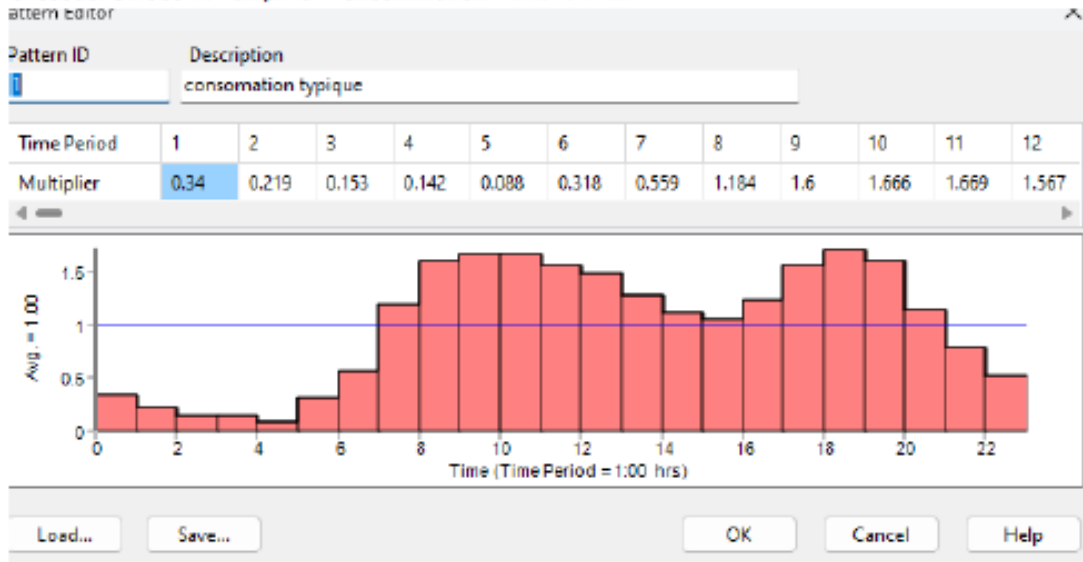 attern Editor
Pattern ID Description
1 consomation typique
Time Period 1 2 3 4 5 6 7 8 9 10 11 12
Multiplier 0.34 0.219 0.153 0.142 0.088 0.318 0.559 1.184 1.6 1.666 1.669 1.567
Avg. = 1.00
1.5
1
0.5
0
0 2 4 6 8 10 12 14 16 18 20 22
Time (Time Period = 1:00 hrs)
Load... Save... OK Cancel Help